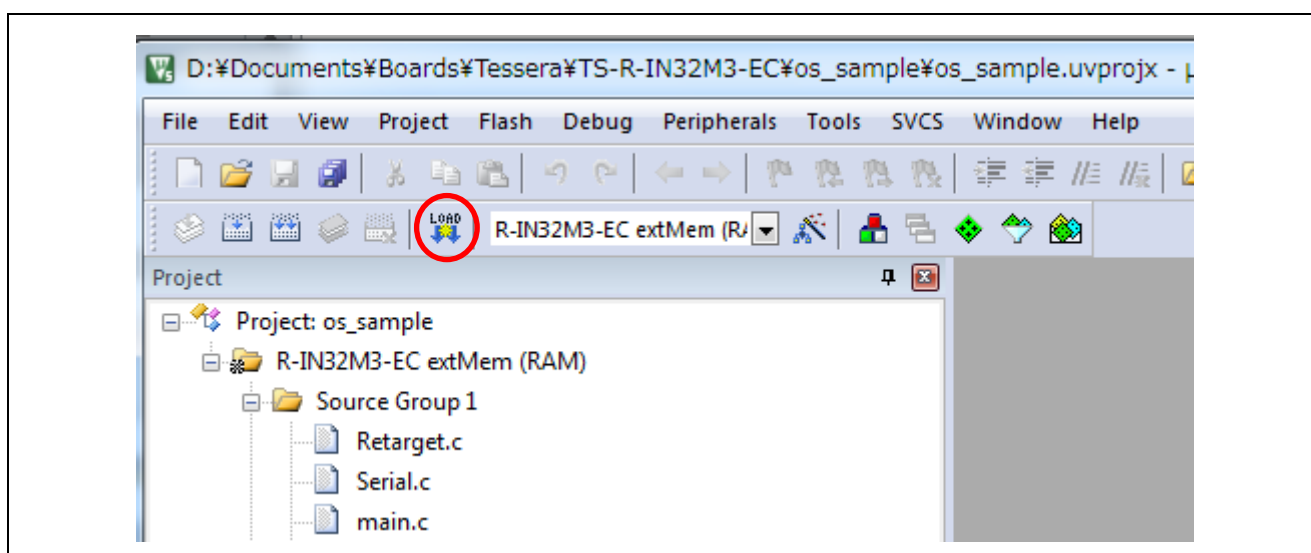 D:¥Documents¥Boards¥Tessera¥TS-R-IN32M3-EC¥os_sample¥os_sample.uvprojx - µ
File Edit View Project Flash Debug Peripherals Tools SVCS Window Help
LOAD R-IN32M3-EC extMem (R
Project
Project: os_sample
R-IN32M3-EC extMem (RAM)
Source Group 1
Retarget.c
Serial.c
main.c